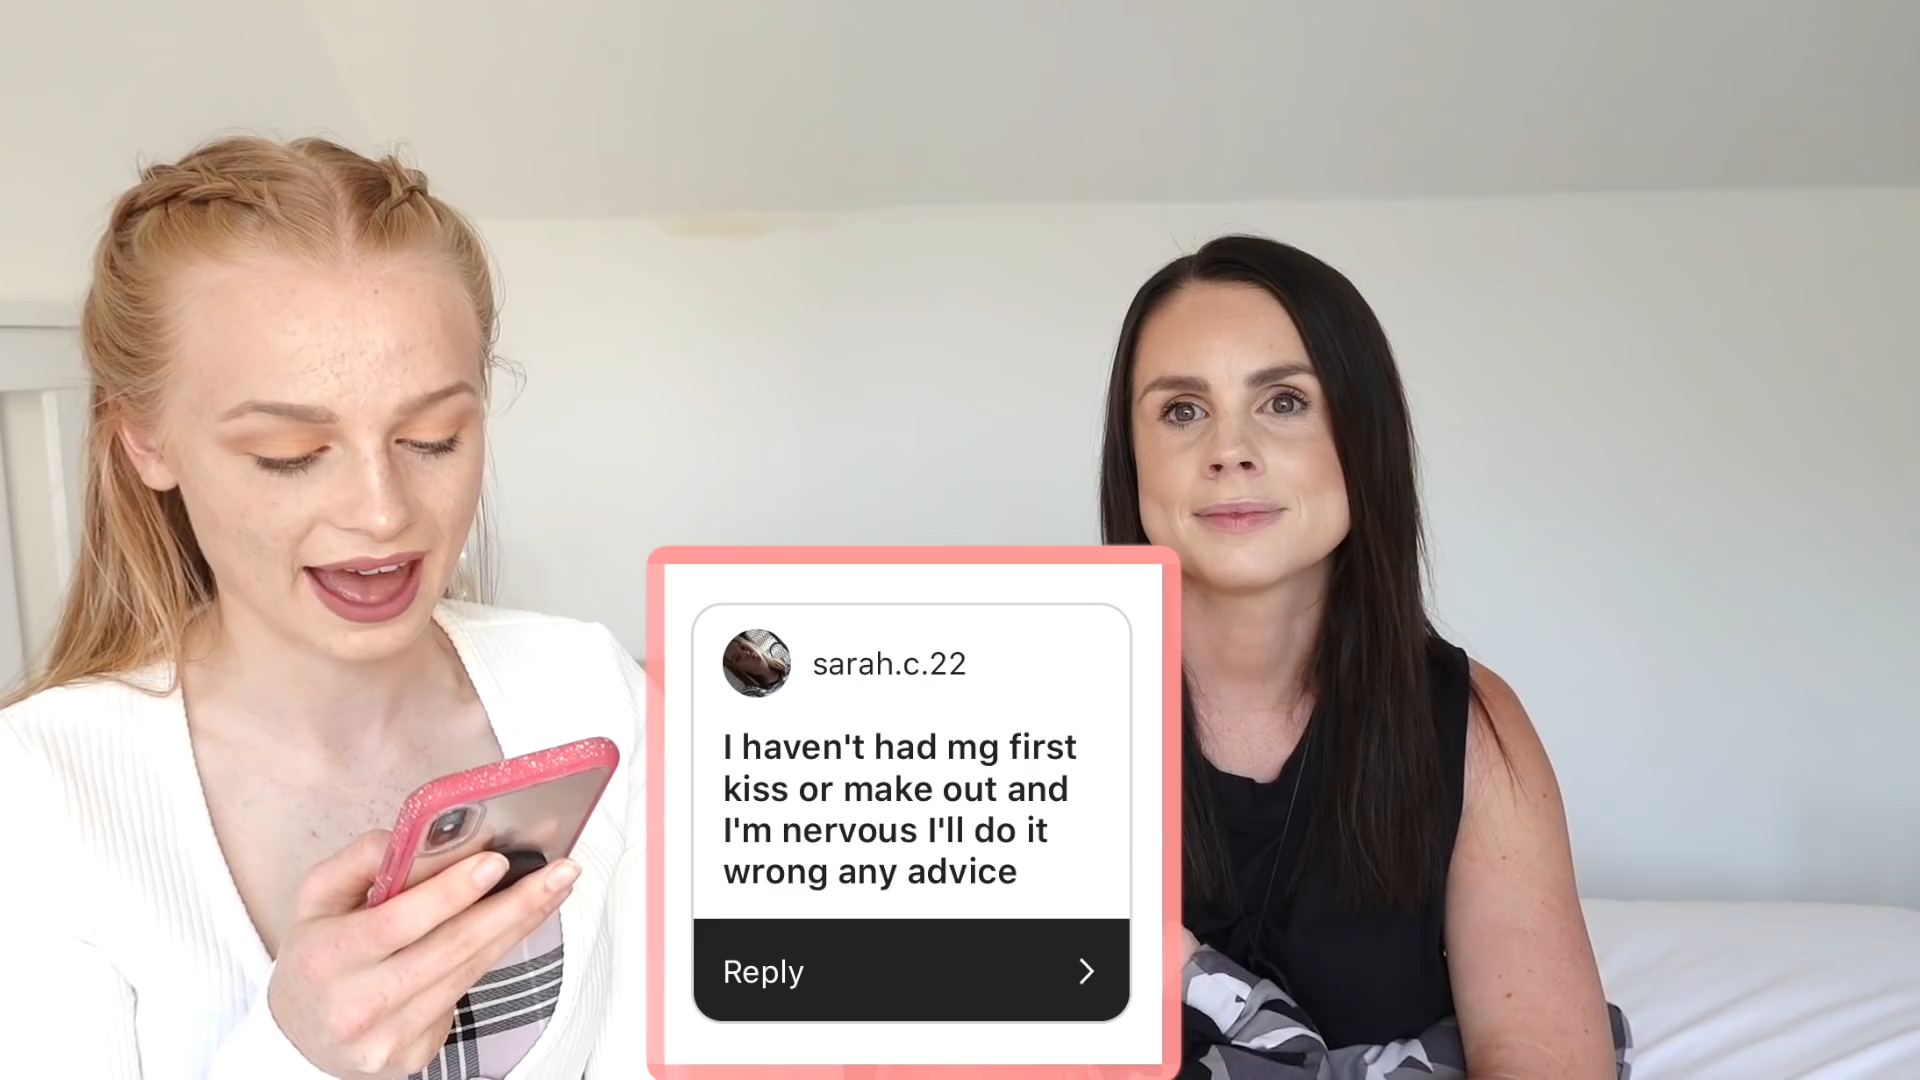 sarah.c.22
I haven't had mg first
kiss or make out and
I'm nervous I'll do it
wrong any advice
Reply